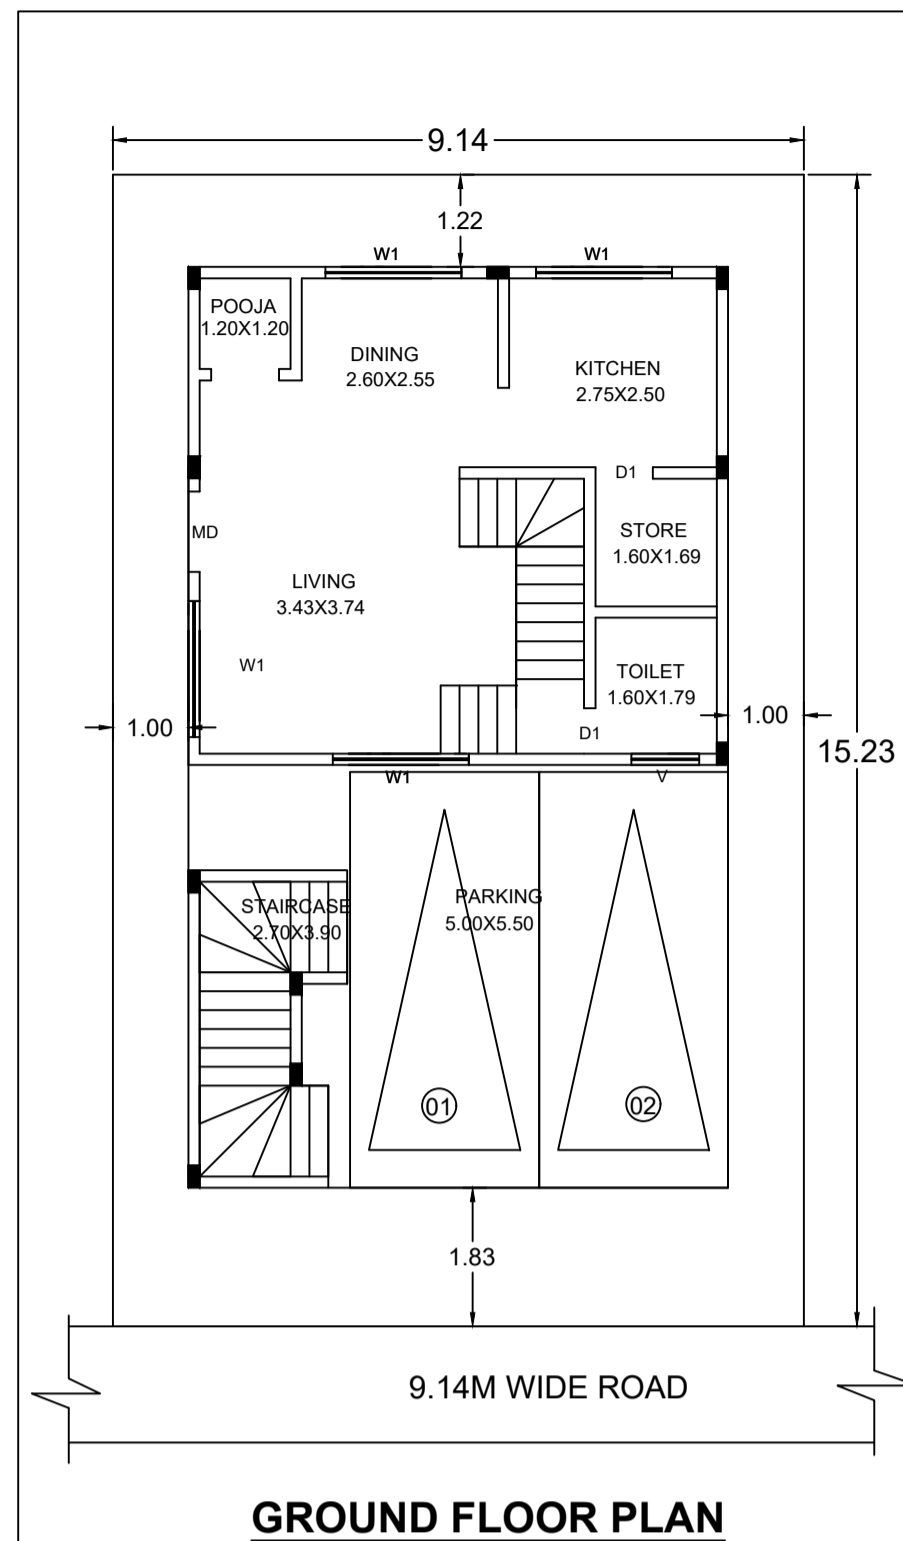 9.14
1.22
W1
W1
POOJA
1.20X1.20
DINING
2.60X2.55
KITCHEN
2.75X2.50
D1
MD
STORE
1.60X1.69
LIVING
3.43X3.74
W1
TOILET
1.60X1.79
1.00
D1
1.00
15.23
W1
V
STAIRCASE
2.70X3.90
PARKING
5.00X5.50
01
02
1.83
9.14M WIDE ROAD
GROUND FLOOR PLAN